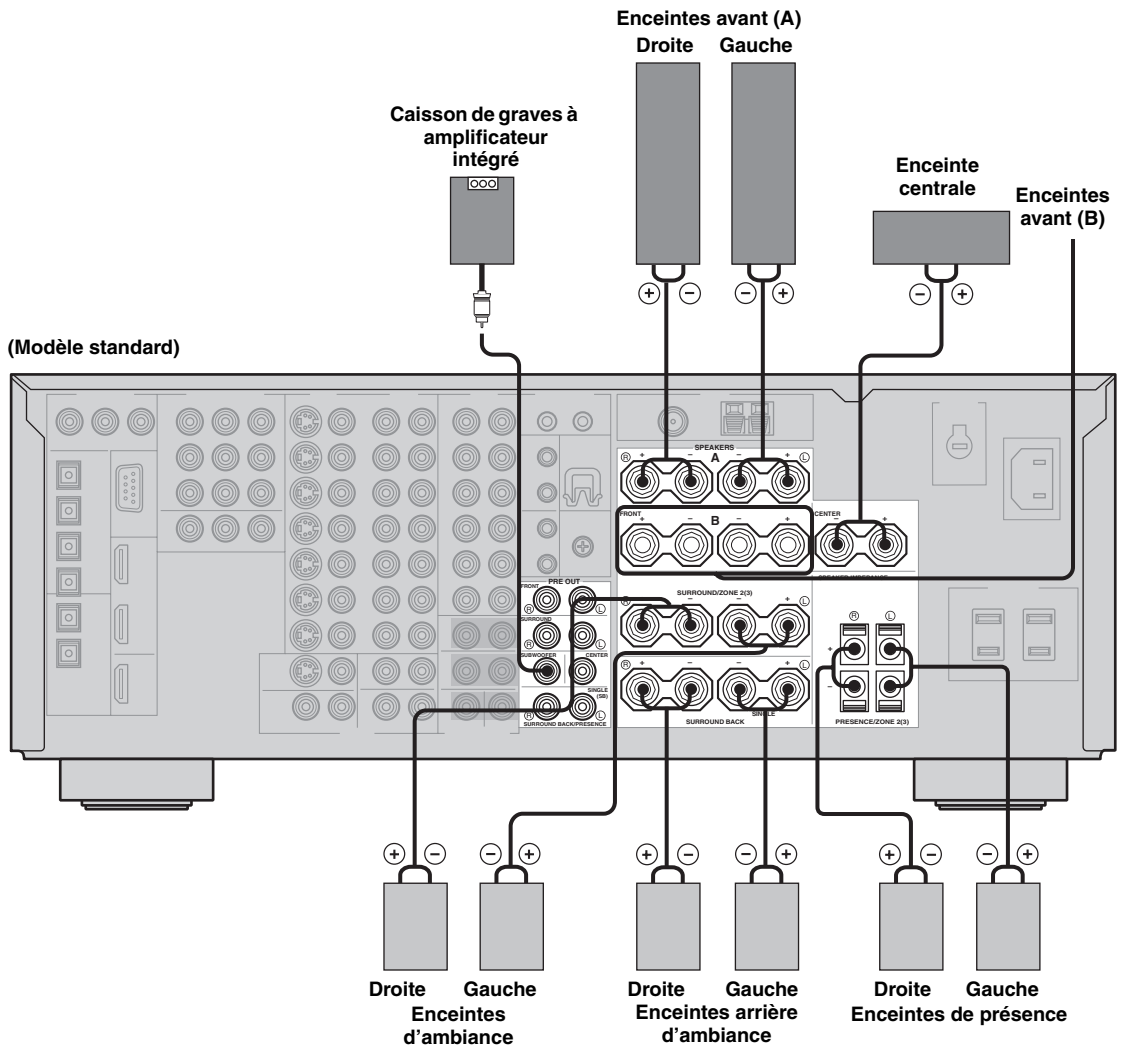 Enceintes avant (A)
Droite Gauche
Caisson de graves à
amplificateur
intégré
Enceinte
centrale
Enceintes
avant (B)
+ − − +
− +
(Modèle standard)
SPEAKERS
R + − A − + L
FRONT
+ − B − +
CENTER
− +
PRE OUT
FRONT
R L
SURROUND
R L
SUBWOOFER CENTER
SINGLE
(SB)
R L
SURROUND BACK/PRESENCE
SURROUND/ZONE 2(3)
R + − − + L
R + − − + L
SURROUND BACK
SINGLE
R L
+
−
PRESENCE/ZONE 2(3)
+ − − + + − − + + − − +
Droite Gauche
Enceintes
d'ambiance
Droite Gauche
Enceintes arrière
d'ambiance
Droite Gauche
Enceintes de présence